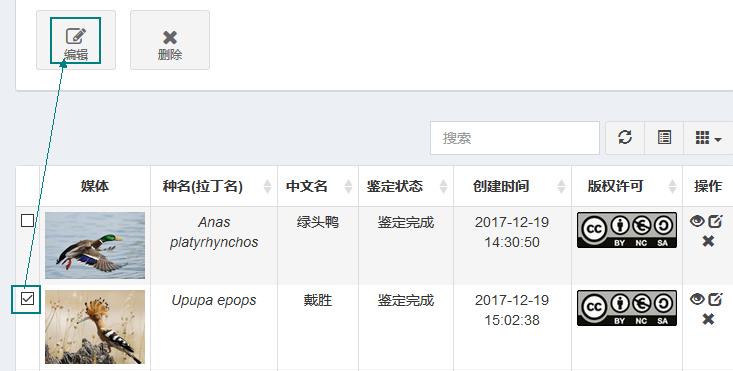 编辑
删除
搜索
媒体 种名(拉丁名) 中文名 鉴定状态 创建时间 版权许可 操作
Anas 绿头鸭 鉴定完成 2017-12-19
platyrhynchos 14:30:50
cc BY NC SA
Upupa epops 戴胜 鉴定完成 2017-12-19
15:02:38
cc BY NC SA